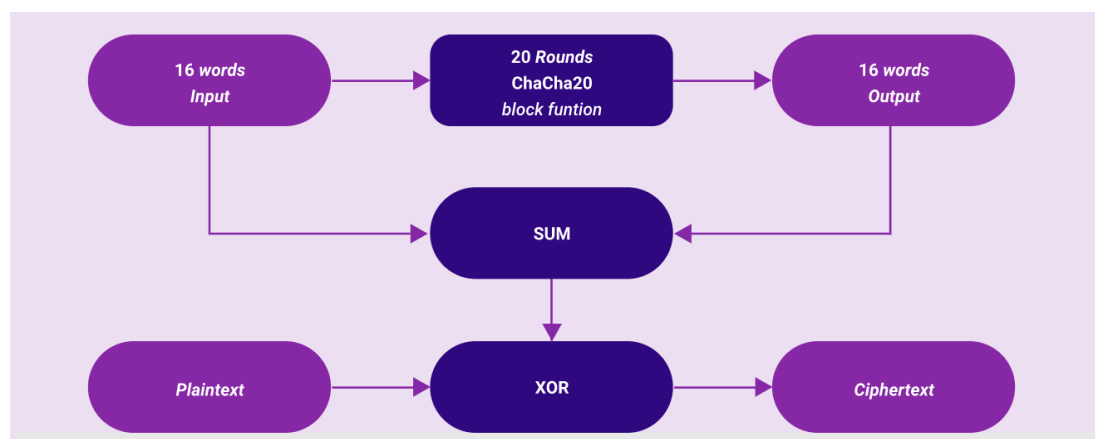 16 words
Input
20 Rounds
ChaCha20
block funtion
16 words
Output
SUM
Plaintext
XOR
Ciphertext